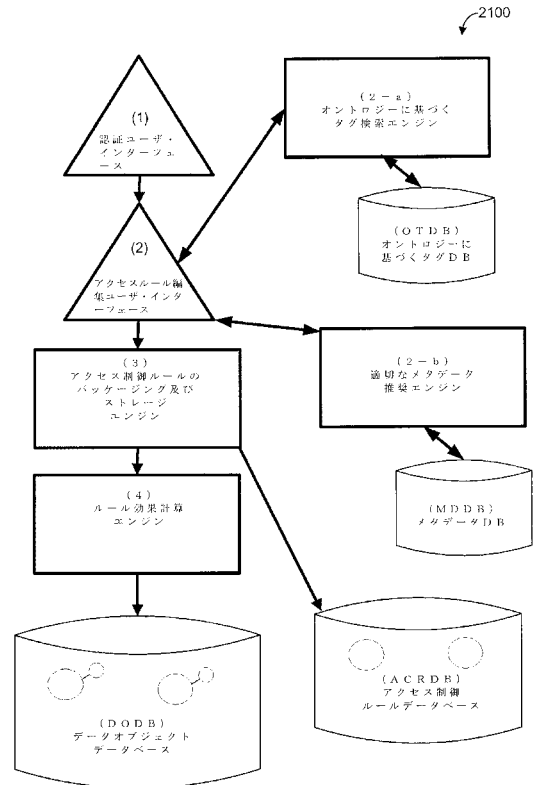 2100
(1)
認証ユーザ・
インターフェ
ース
(2-a)
オントロジーに基づく
タグ検索エンジン
(OTDB)
オントロジーに
基づくタグDB
(2)
アクセスルール編
集ユーザ・インタ
ーフェース
(3)
アクセス制御ルールの
パッケージング及び
ストレージ
エンジン
(2-b)
適切なメタデータ
推奨エンジン
(MDDB)
メタデータDB
(4)
ルール効果計算
エンジン
(DODB)
データオブジェクト
データベース
(ACRDB)
アクセス制御
ルールデータベース